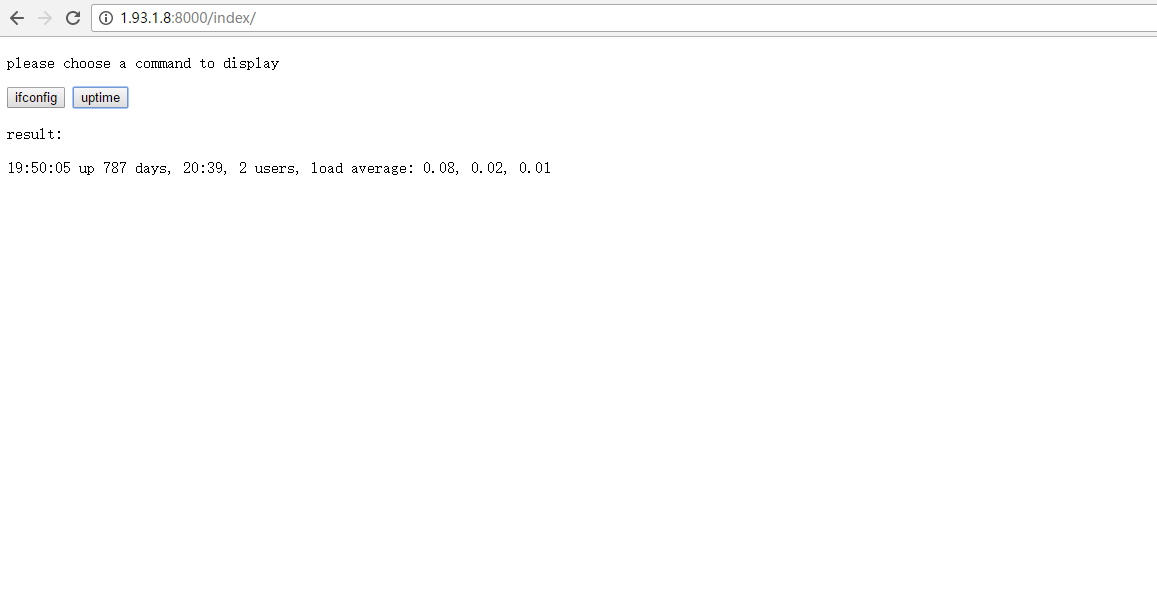 1.93.1.8:8000/index/
please choose a command to display
ifconfig uptime
result:
19:50:05 up 787 days, 20:39, 2 users, load average: 0.08, 0.02, 0.01